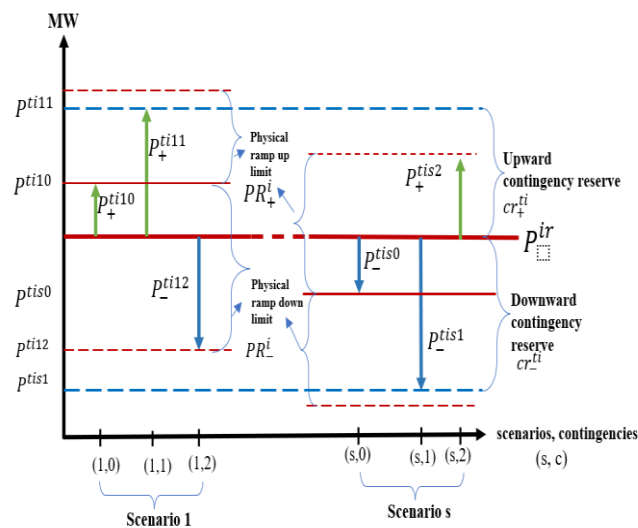 MW
P^{ti11}
P^{ti10}
P^{tis0}
P^{ti12}
P^{tis1}
P_+^{ti10}
P_+^{ti11}
P_-^{ti12}
Physical
ramp up
limit
PR_+^i
Physical
ramp down
limit
PR_-^i
P_-^{tis0}
P_-^{tis1}
P_+^{tis2}
Upward
contingency reserve
cr_+^{ti}
P^{ir}
Downward
contingency
reserve
cr_-^{ti}
(1,0)
(1,1)
(1,2)
(s,0)
(s,1)
(s,2)
scenarios, contingencies
(s, c)
Scenario 1
Scenario s